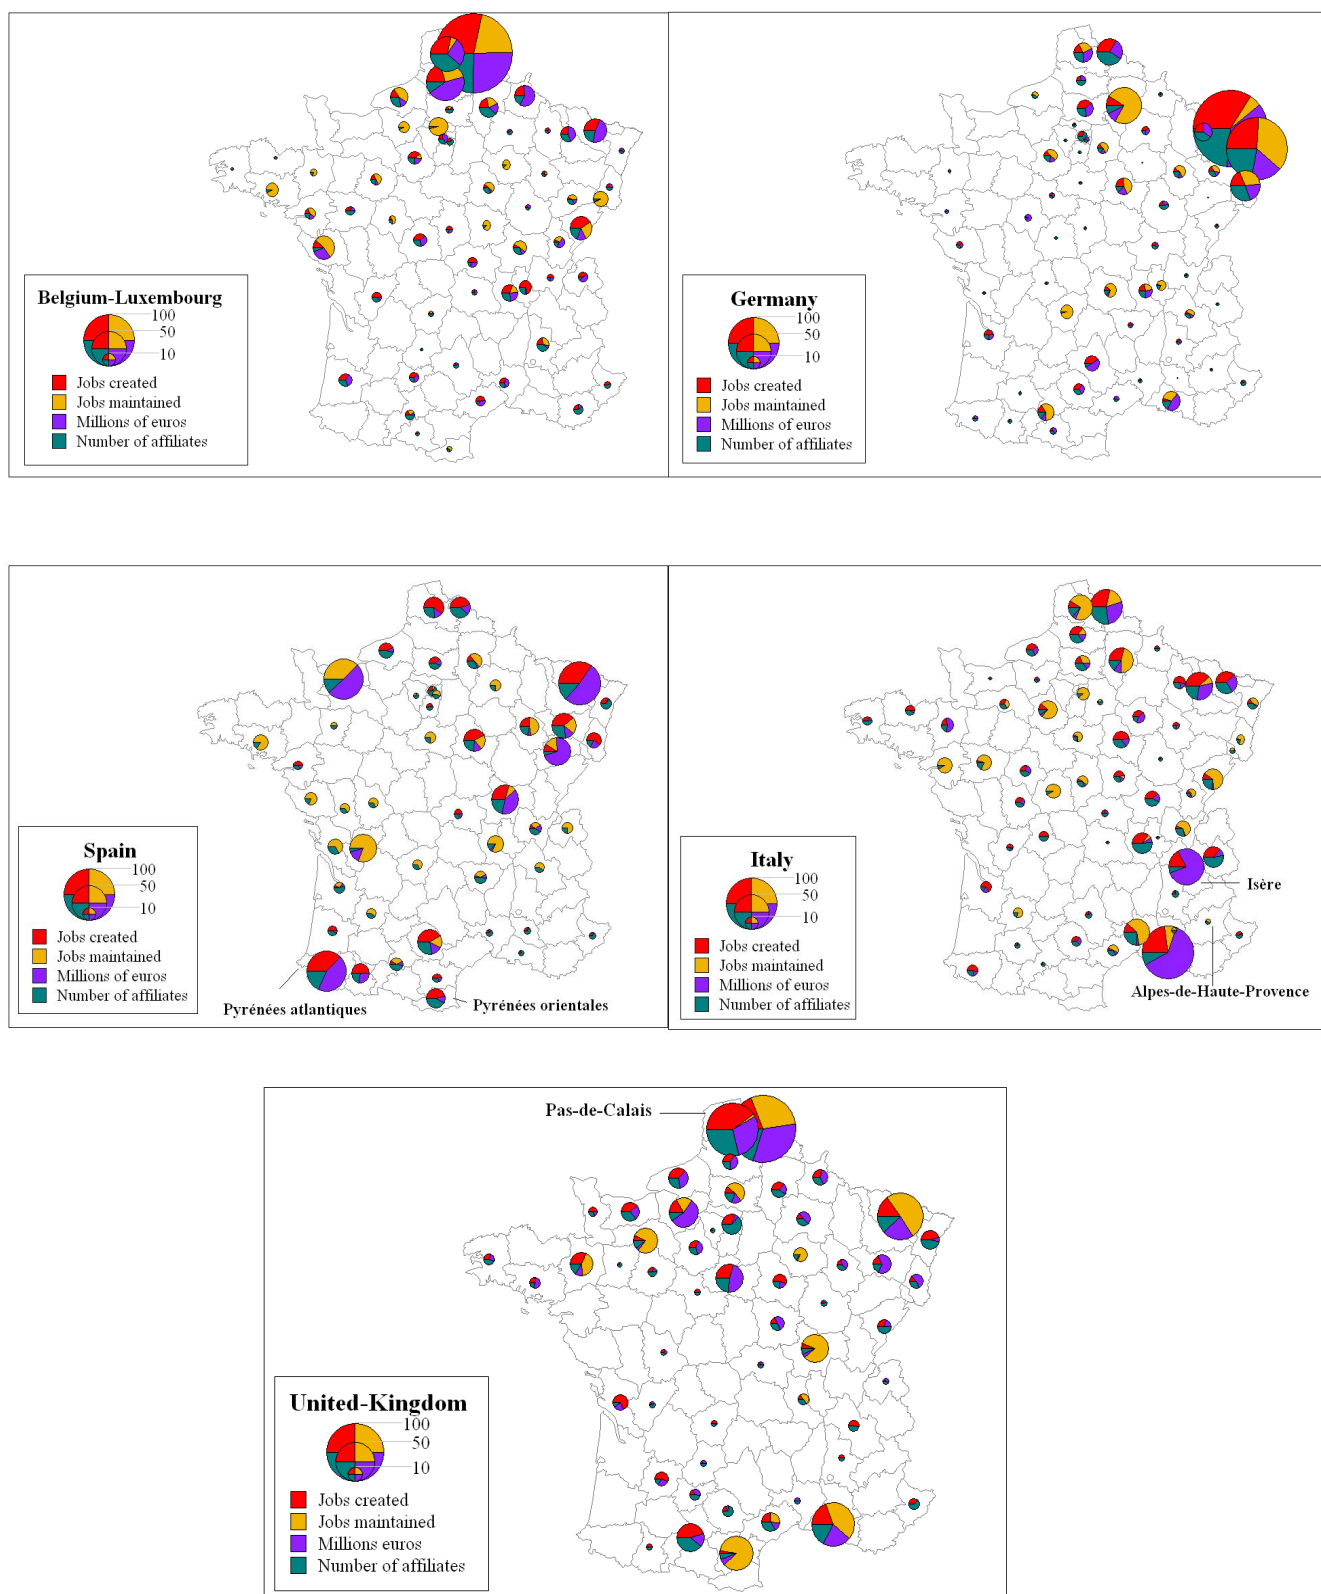 Belgium-Luxembourg
100
50
10
Jobs created
Jobs maintained
Millions of euros
Number of affiliates
Germany
100
50
10
Jobs created
Jobs maintained
Millions of euros
Number of affiliates
Spain
100
50
10
Jobs created
Jobs maintained
Millions of euros
Number of affiliates
Pyrénées atlantiques
Pyrénées orientales
Italy
100
50
10
Jobs created
Jobs maintained
Millions of euros
Number of affiliates
Isère
Alpes-de-Haute-Provence
Pas-de-Calais
United-Kingdom
100
50
10
Jobs created
Jobs maintained
Millions euros
Number of affiliates